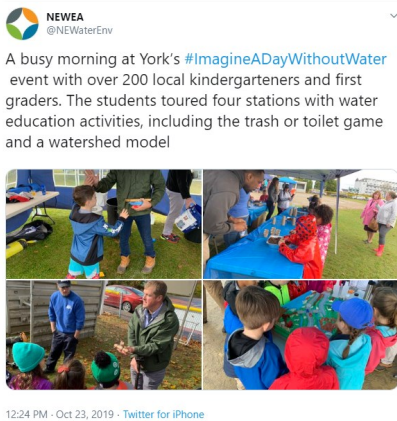 NEWEA
@NEWaterEnv
A busy morning at York's #ImagineADayWithoutWater
event with over 200 local kindergarteners and first
graders. The students toured four stations with water
education activities, including the trash or toilet game
and a watershed model
12:24 PM · Oct 23, 2019 · Twitter for iPhone